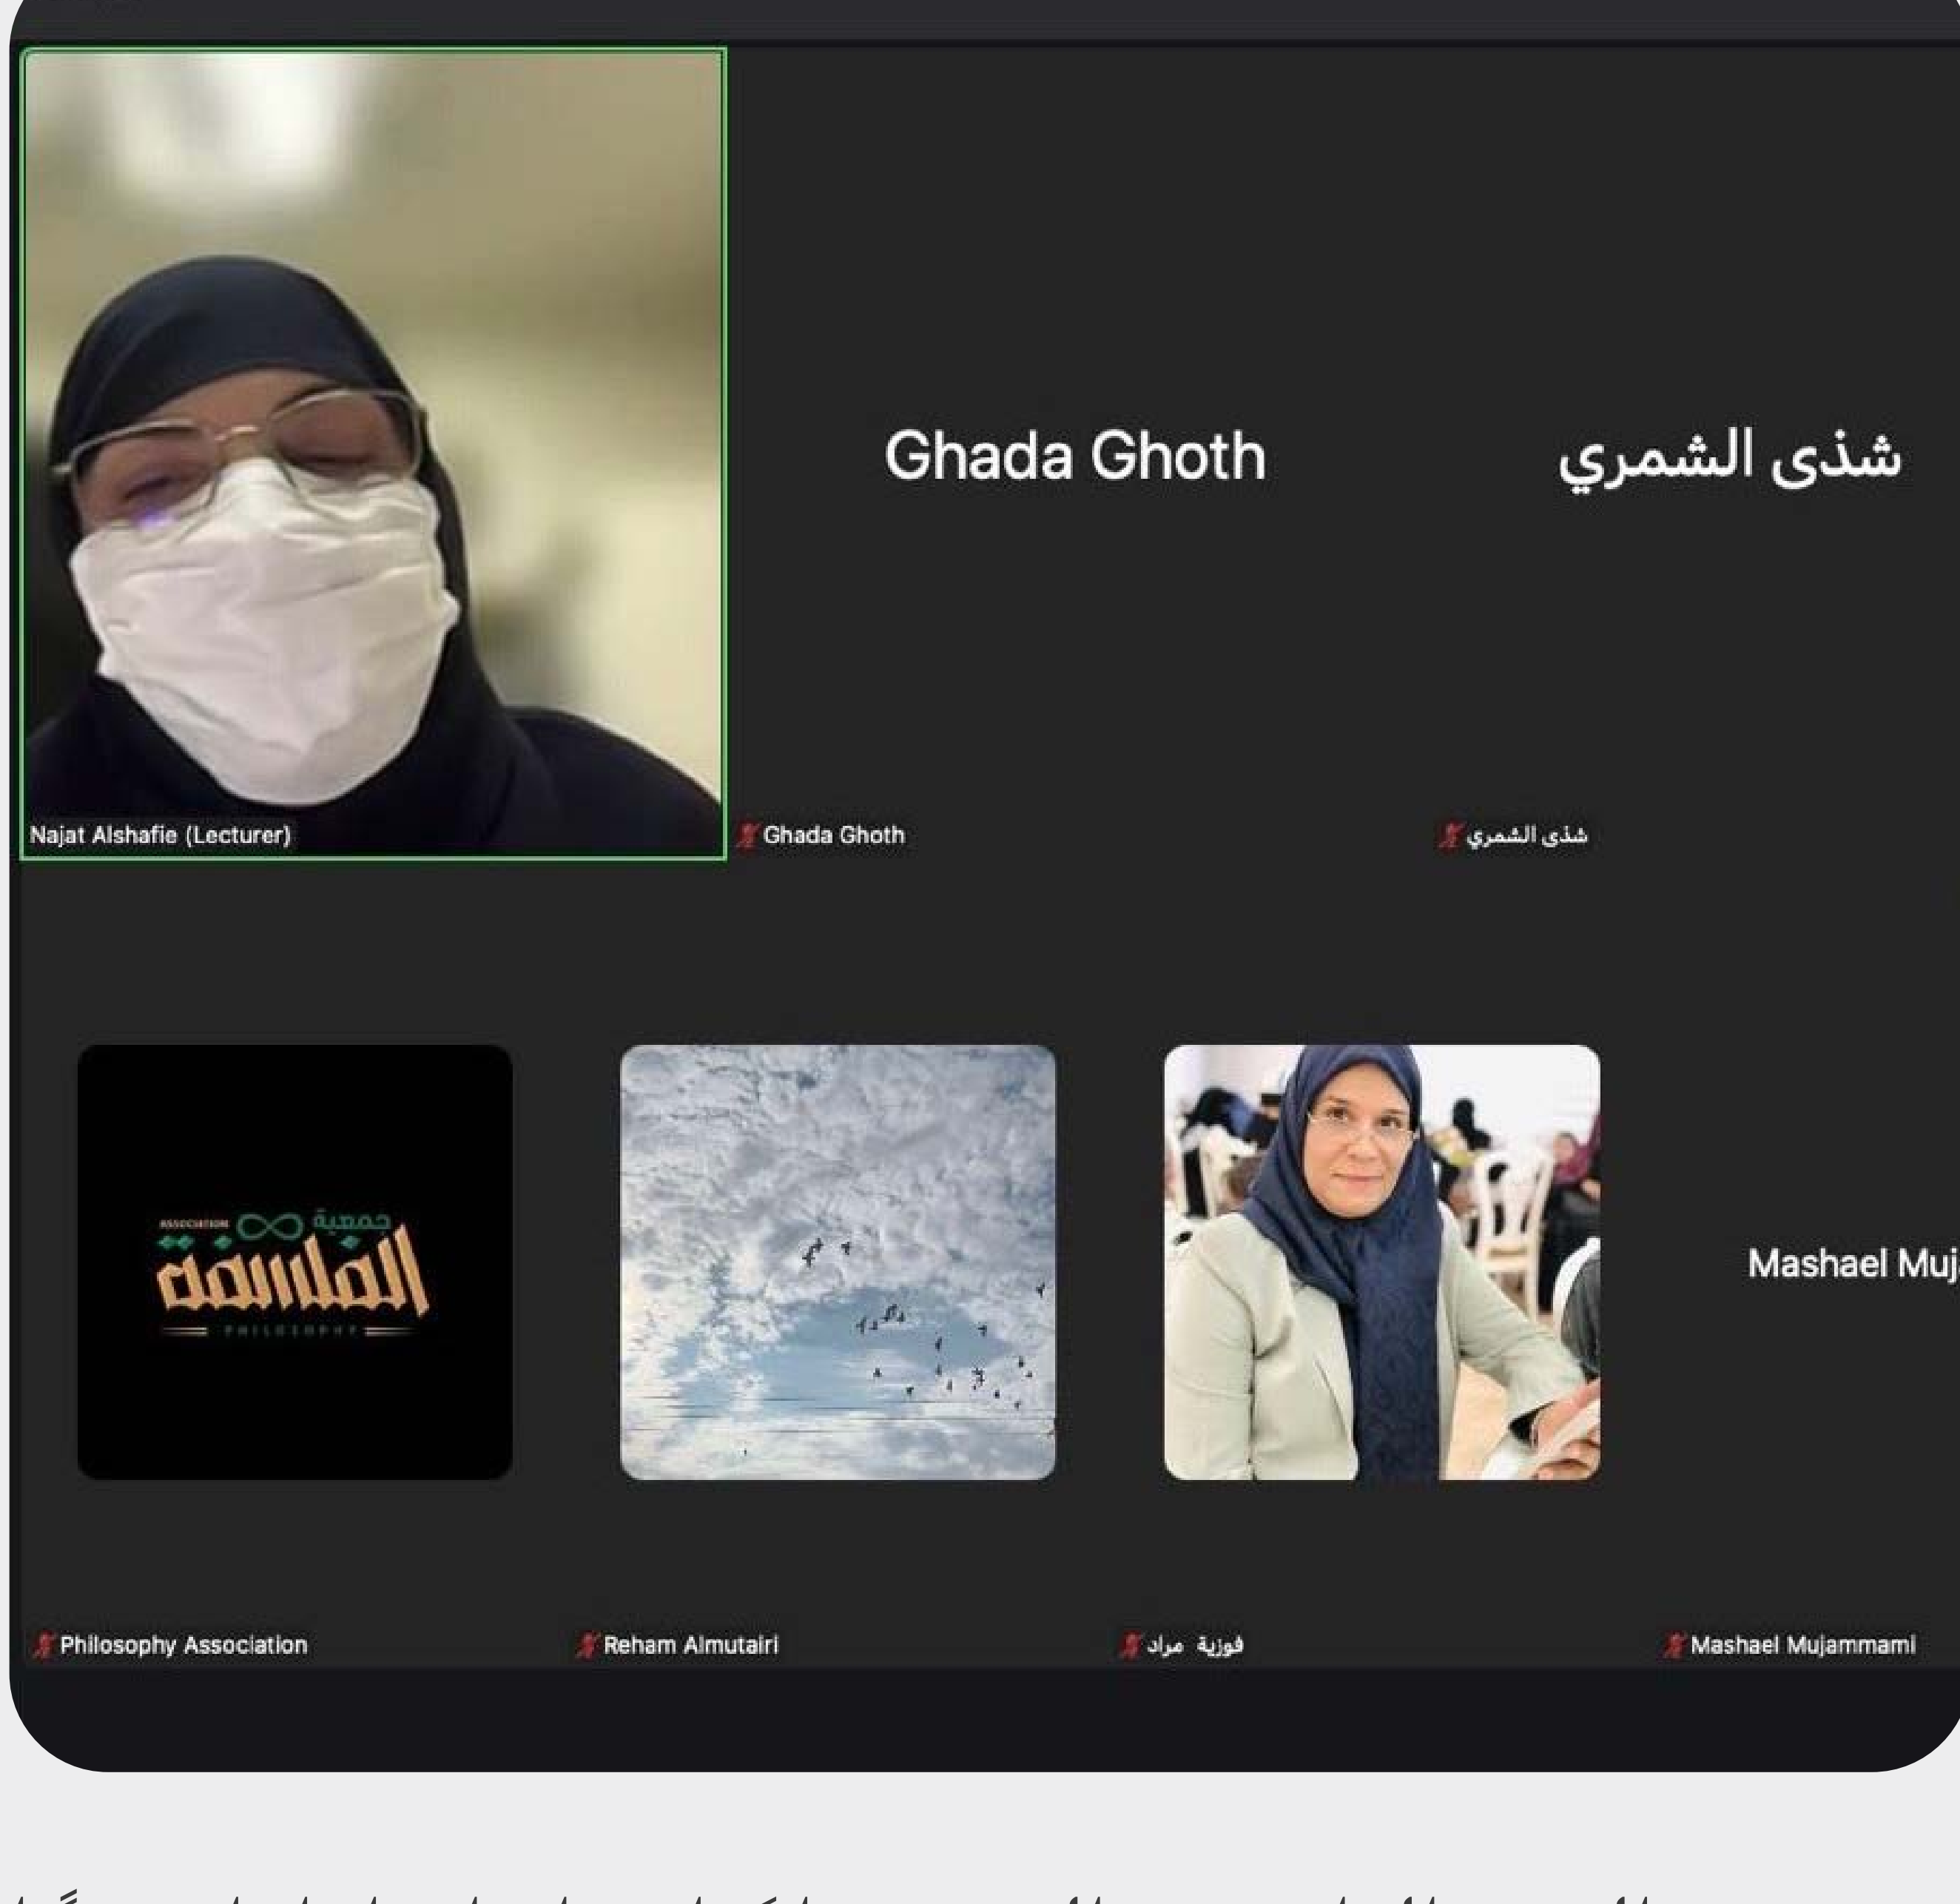 Ghada Ghoth
شذى الشمري
Najat Alshafie (Lecturer)
Ghada Ghoth
شذى الشمري
ASSOCIATION جمعية
الفلسفة
PHILOSOPHY
Mashael Muj
Philosophy Association
Reham Almutairi
فوزية مراد
Mashael Mujammami